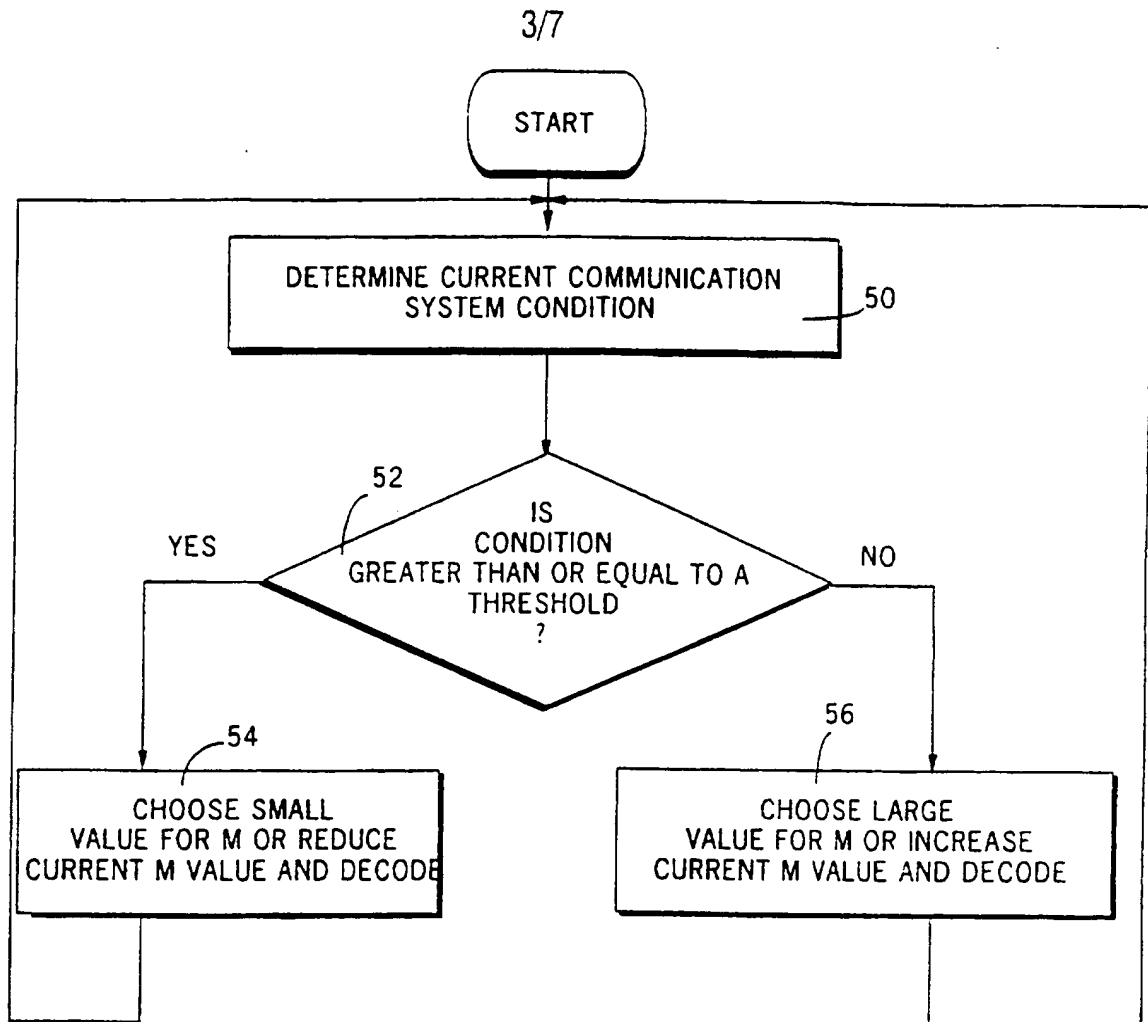 3/7
START
DETERMINE CURRENT COMMUNICATION
SYSTEM CONDITION
50
52
IS
CONDITION
GREATER THAN OR EQUAL TO A
THRESHOLD
?
YES
NO
54
CHOOSE SMALL
VALUE FOR M OR REDUCE
CURRENT M VALUE AND DECODE
56
CHOOSE LARGE
VALUE FOR M OR INCREASE
CURRENT M VALUE AND DECODE